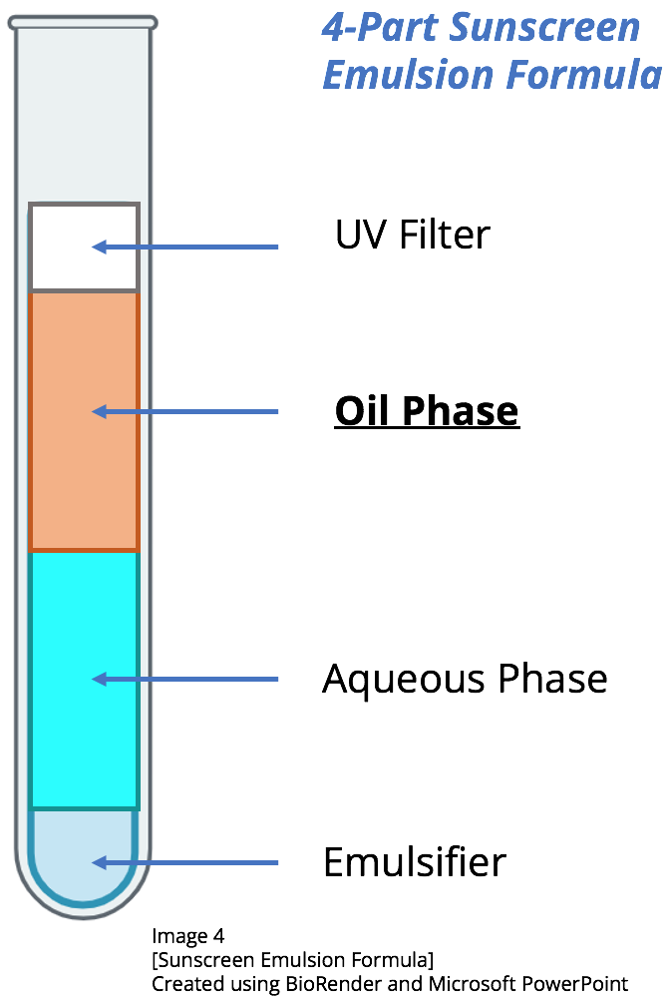 4-Part Sunscreen
Emulsion Formula
UV Filter
Oil Phase
Aqueous Phase
Emulsifier
Image 4
[Sunscreen Emulsion Formula]
Created using BioRender and Microsoft PowerPoint